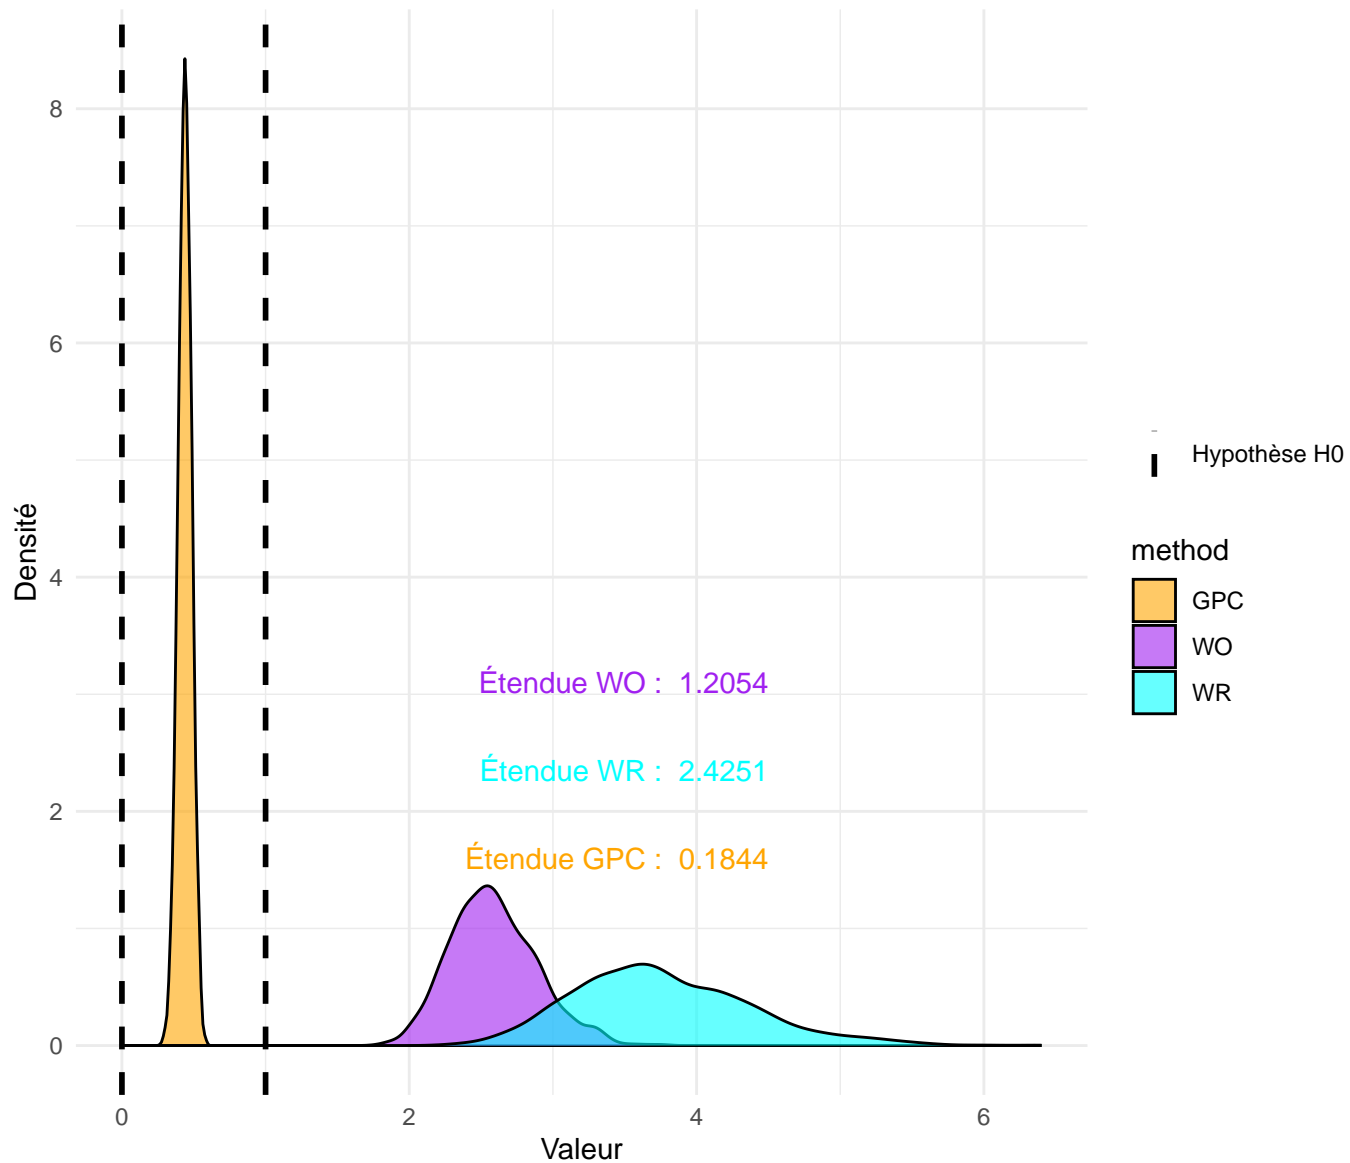 8
6
4
2
0
Densité
Étendue WO : 1.2054
Étendue WR : 2.4251
Étendue GPC : 0.1844
0 2 4 6
Valeur
Hypothèse H0
method
GPC
WO
WR